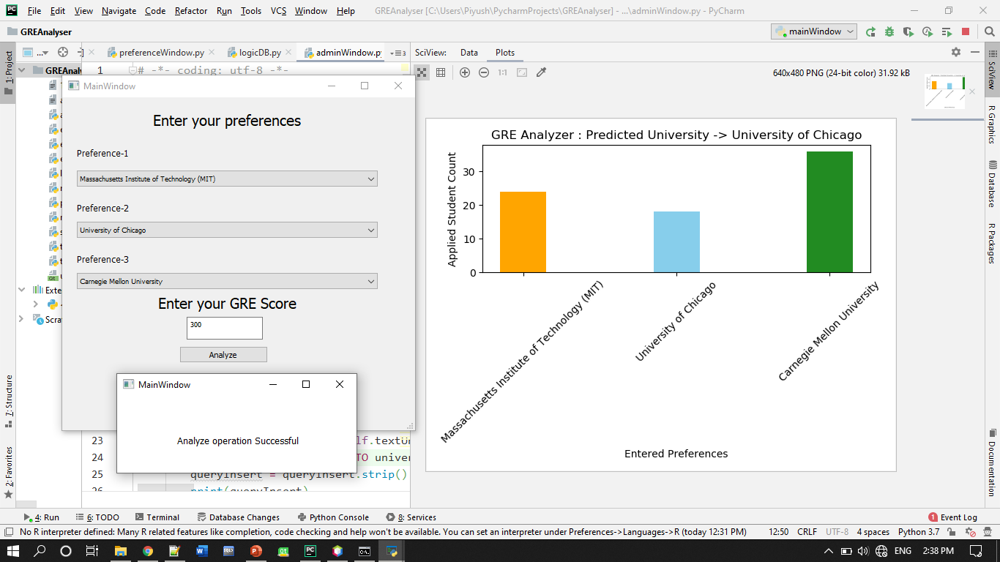 File Edit View Navigate Code Refactor Run Tools VCS Window Help GREAnalyser [C:\Users\Piyush\PycharmProjects\GREAnalyser] - ...\adminWindow.py - PyCharm
GREAnalyser mainWindow
1: Project
preferenceWindow.py logicDB.py adminWindow.py
SciView: Data Plots
GREAnaly 1 # -*- coding: utf-8 -*-
1:1 640x480 PNG (24-bit color) 31.92 kB
MainWindow
Enter your preferences
Preference-1
Massachusetts Institute of Technology (MIT)
Preference-2
University of Chicago
Preference-3
Carnegie Mellon University
Enter your GRE Score
300
Analyze
MainWindow
Analyze operation Successful
Exte
Scrat
23 lf.textUn
24 TO univer
25 queryInsert = queryInsert.strip()
26 print(queryInsert)
GRE Analyzer : Predicted University -> University of Chicago
Applied Student Count
30
20
10
0
Massachusetts Institute of Technology (MIT)
University of Chicago
Carnegie Mellon University
Entered Preferences
SciView
R Graphics
Database
R Packages
Documentation
7: Structure
2: Favorites
4: Run 6: TODO Terminal Database Changes Python Console 8: Services 1 Event Log
No R interpreter defined: Many R related features like completion, code checking and help won't be available. You can set an interpreter under Preferences->Languages->R (today 12:31 PM) 12:50 CRLF UTF-8 4 spaces Python 3.7
ENG 2:38 PM